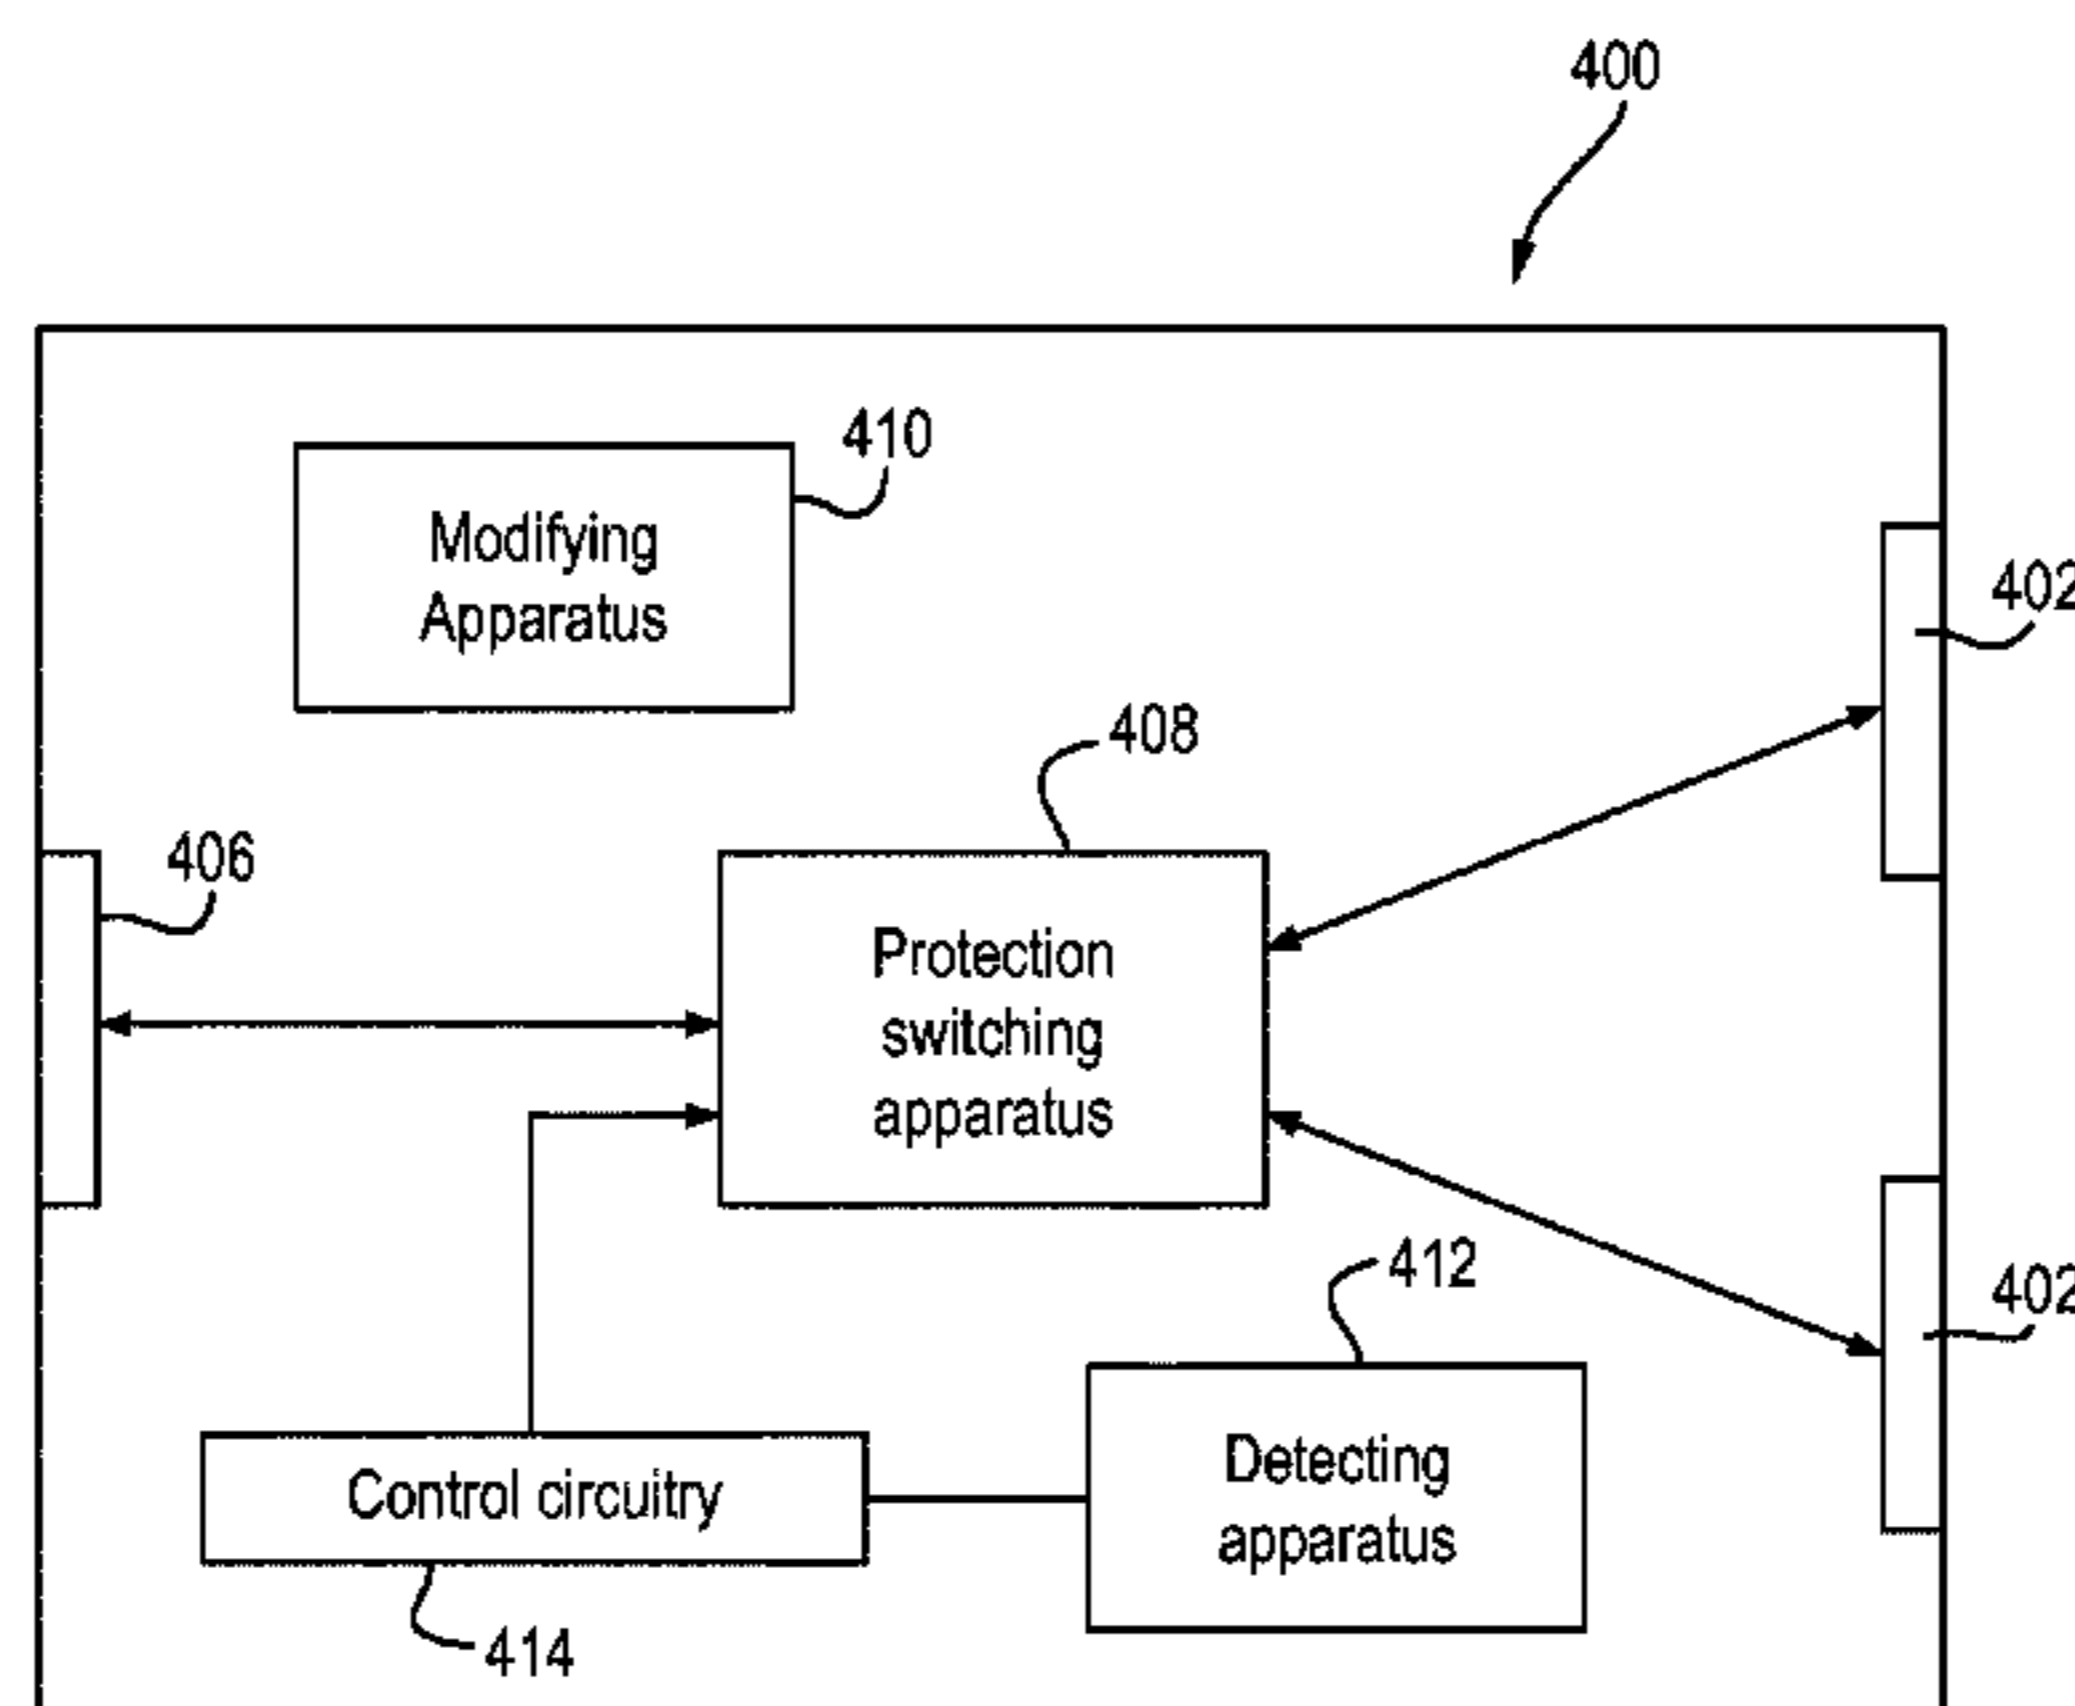 400
410
Modifying
Apparatus
402
408
406
Protection
switching
apparatus
412
402
Control circuitry
Detecting
apparatus
414